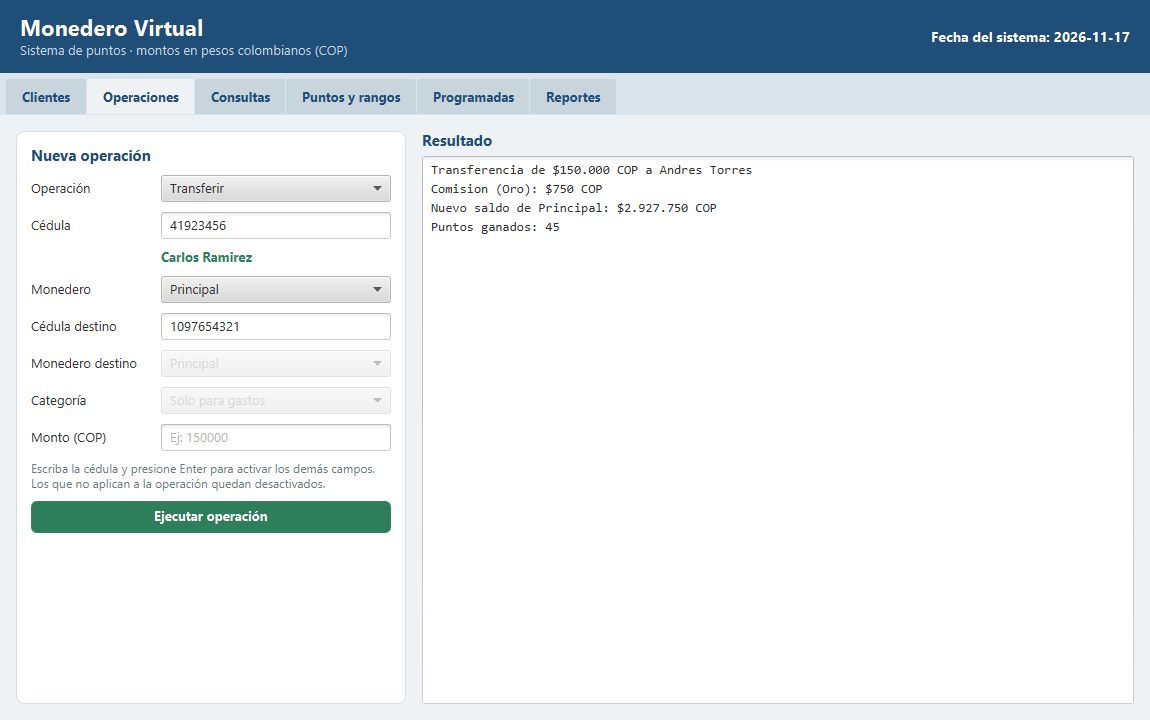 Monedero Virtual
Sistema de puntos · montos en pesos colombianos (COP)
Fecha del sistema: 2026-11-17
Clientes
Operaciones
Consultas
Puntos y rangos
Programadas
Reportes
Nueva operación
Operación
Transferir
Cédula
41923456
Carlos Ramirez
Monedero
Principal
Cédula destino
1097654321
Monedero destino
Principal
Categoría
Solo para gastos
Monto (COP)
Ej: 150000
Escriba la cédula y presione Enter para activar los demás campos.
Los que no aplican a la operación quedan desactivados.
Ejecutar operación
Resultado
Transferencia de $150.000 COP a Andres Torres
Comision (Oro): $750 COP
Nuevo saldo de Principal: $2.927.750 COP
Puntos ganados: 45